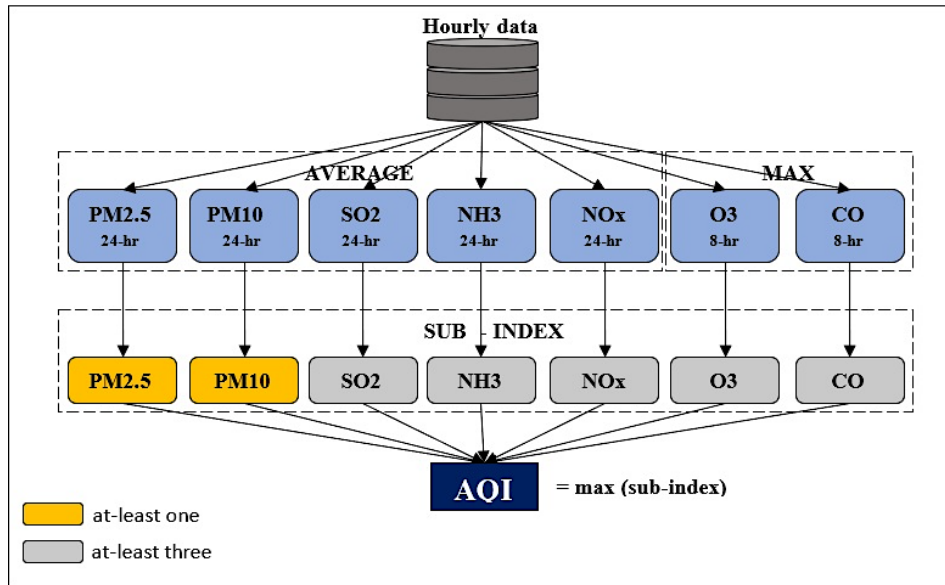 Hourly data
AVERAGE
MAX
PM2.5
24-hr
PM10
24-hr
SO2
24-hr
NH3
24-hr
NOx
24-hr
O3
8-hr
CO
8-hr
SUB - INDEX
PM2.5
PM10
SO2
NH3
NOx
O3
CO
AQI
= max (sub-index)
at-least one
at-least three